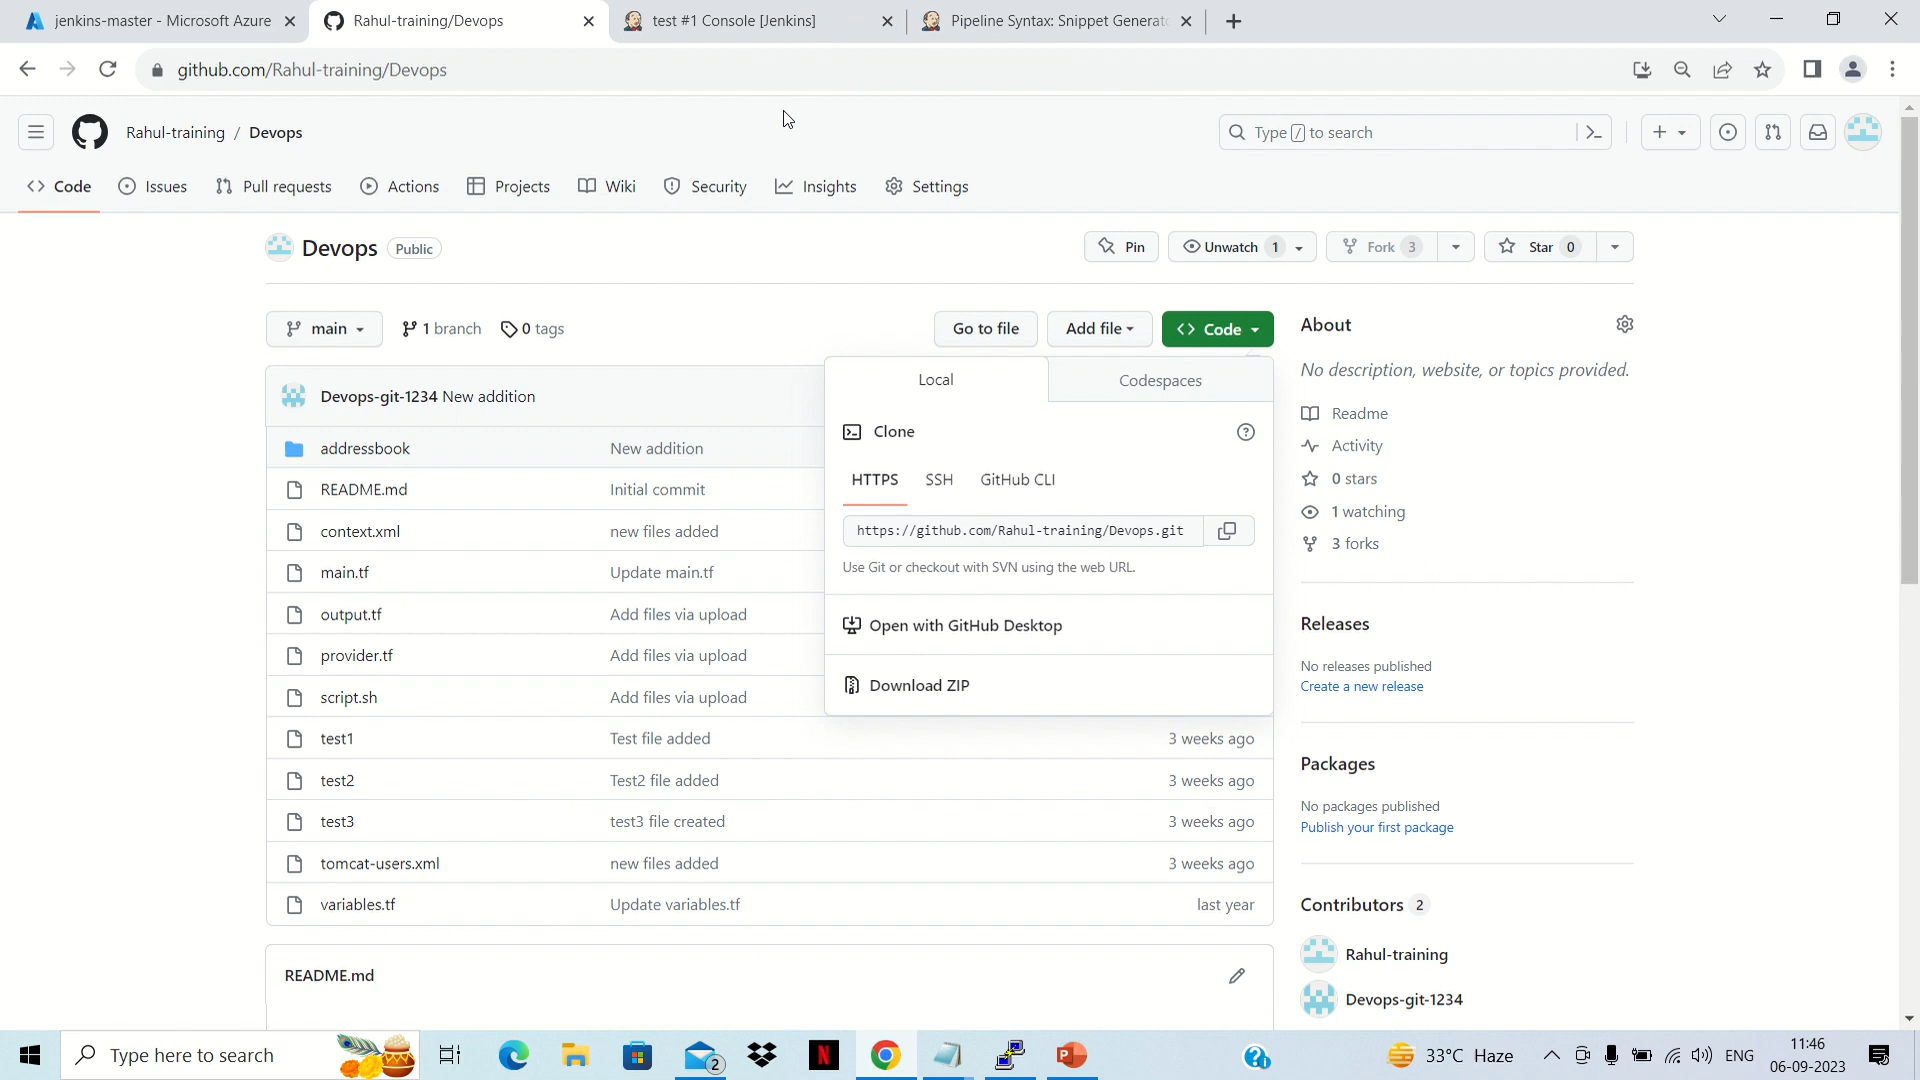 jenkins-master - Microsoft Azure
Rahul-training/Devops
test #1 Console [Jenkins]
Pipeline Syntax: Snippet Generat
github.com/Rahul-training/Devops
Rahul-training / Devops
Type / to search
Code
Issues
Pull requests
Actions
Projects
Wiki
Security
Insights
Settings
Devops Public
Pin
Unwatch 1
Fork 3
Star 0
main
1 branch
0 tags
Go to file
Add file
<> Code
About
No description, website, or topics provided.
Readme
Activity
0 stars
1 watching
3 forks
Releases
No releases published
Create a new release
Packages
No packages published
Publish your first package
Contributors 2
Rahul-training
Devops-git-1234
Local
Codespaces
Clone
HTTPS SSH GitHub CLI
https://github.com/Rahul-training/Devops.git
Use Git or checkout with SVN using the web URL.
Open with GitHub Desktop
Download ZIP
Devops-git-1234 New addition
addressbook New addition
README.md Initial commit
context.xml new files added
main.tf Update main.tf
output.tf Add files via upload
provider.tf Add files via upload
script.sh Add files via upload
test1 Test file added 3 weeks ago
test2 Test2 file added 3 weeks ago
test3 test3 file created 3 weeks ago
tomcat-users.xml new files added 3 weeks ago
variables.tf Update variables.tf last year
README.md
Type here to search
2
N
33°C Haze
ENG
11:46
06-09-2023